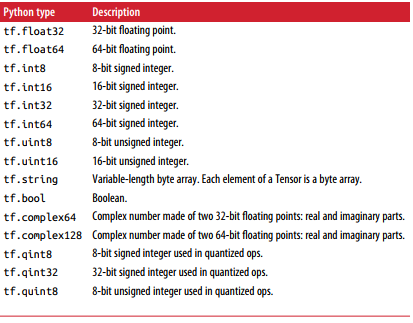 Python type Description
tf.float32 32-bit floating point.
tf.float64 64-bit floating point.
tf.int8 8-bit signed integer.
tf.int16 16-bit signed integer.
tf.int32 32-bit signed integer.
tf.int64 64-bit signed integer.
tf.uint8 8-bit unsigned integer.
tf.uint16 16-bit unsigned integer.
tf.string Variable-length byte array. Each element of a Tensor is a byte array.
tf.bool Boolean.
tf.complex64 Complex number made of two 32-bit floating points: real and imaginary parts.
tf.complex128 Complex number made of two 64-bit floating points: real and imaginary parts.
tf.qint8 8-bit signed integer used in quantized ops.
tf.qint32 32-bit signed integer used in quantized ops.
tf.quint8 8-bit unsigned integer used in quantized ops.